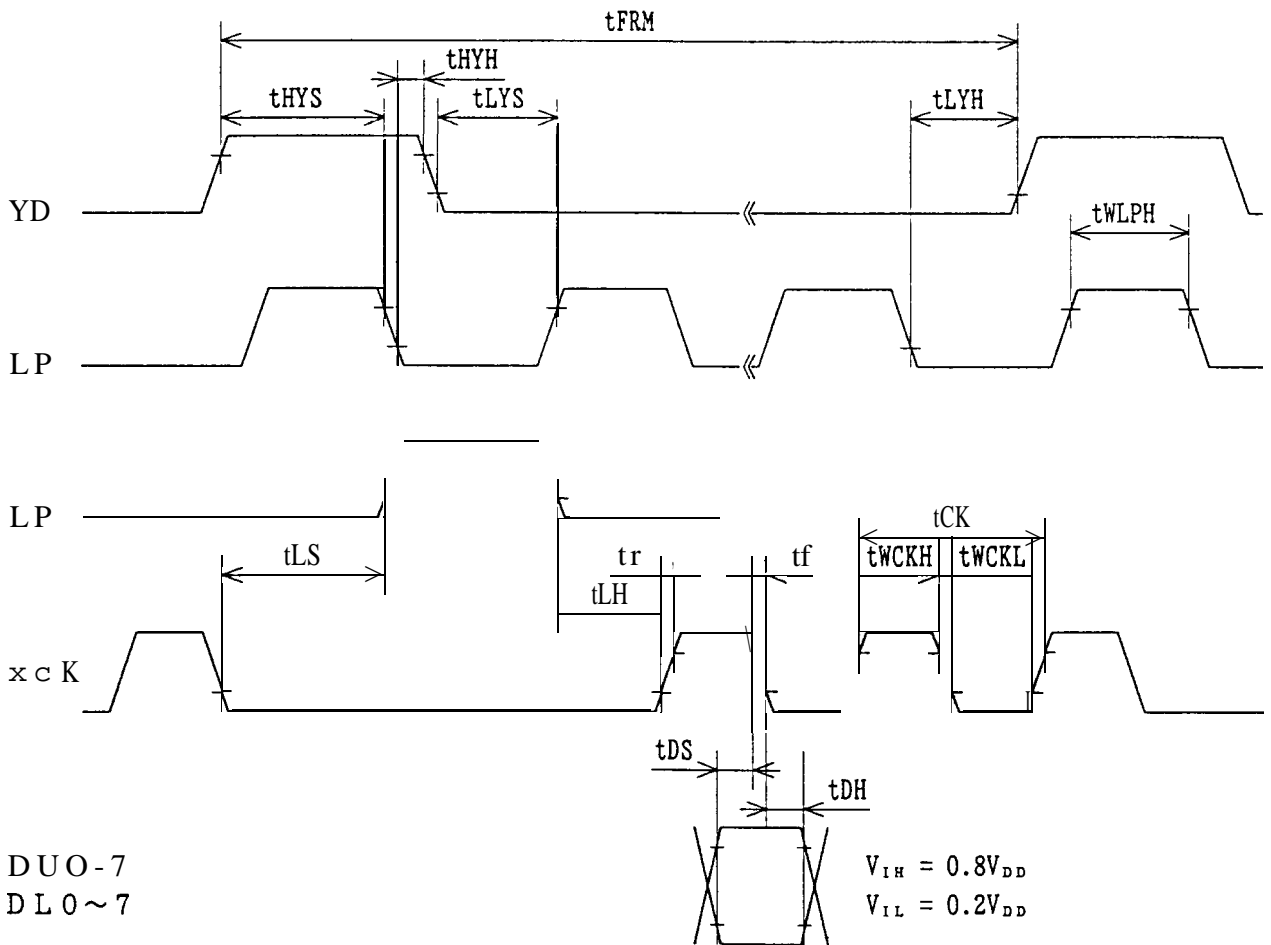 tFRM
tHYH
tHYS
tLYS
tLYH
YD
tWLPH
LP
LP
tCK
tLS
tr
tf
tWCKH
tWCKL
tLH
xcK
tDS
tDH
DUO-7
DL0~7
VIH = 0.8VDD
VIL = 0.2VDD